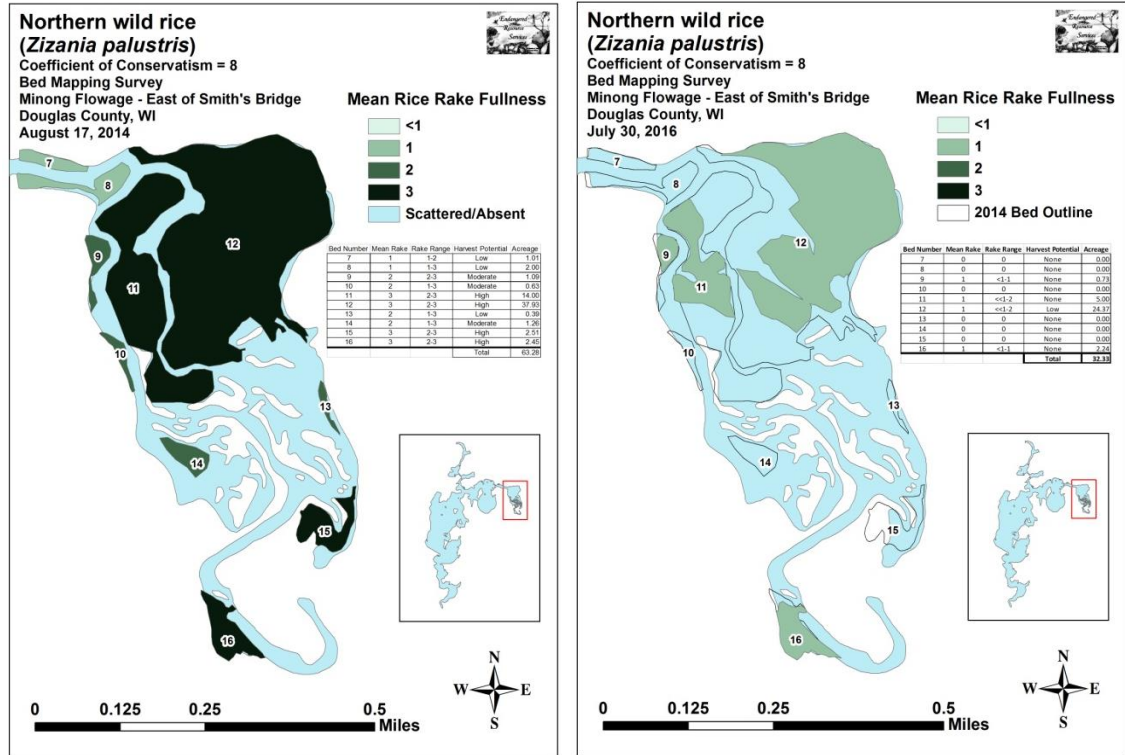 Northern wild rice
(Zizania palustris)
Coefficient of Conservatism = 8
Bed Mapping Survey
Minong Flowage - East of Smith's Bridge
Douglas County, WI
August 17, 2014
Endangered
Resource
Services
Mean Rice Rake Fullness
<1
1
2
3
Scattered/Absent
Bed Number Mean Rake Rake Range Harvest Potential Acreage
7 1 1-2 Low 1.01
8 1 1-3 Low 2.00
9 2 2-3 Moderate 1.09
10 2 1-3 Moderate 0.63
11 3 2-3 High 14.00
12 3 2-3 High 37.93
13 2 1-3 Low 0.39
14 2 1-3 Moderate 1.26
15 3 2-3 High 2.51
16 3 2-3 High 2.45
Total 63.28
7
8
9
12
11
10
13
14
15
16
N
W E
S
0 0.125 0.25 0.5
Miles
Northern wild rice
(Zizania palustris)
Coefficient of Conservatism = 8
Bed Mapping Survey
Minong Flowage - East of Smith's Bridge
Douglas County, WI
July 30, 2016
Endangered
Resource
Services
Mean Rice Rake Fullness
<1
1
2
3
2014 Bed Outline
Bed Number Mean Rake Rake Range Harvest Potential Acreage
7 0 0 None 0.00
8 0 0 None 0.00
9 1 <1-1 None 0.73
10 0 0 None 0.00
11 1 <<1-2 None 5.00
12 1 <<1-2 Low 24.37
13 0 0 None 0.00
14 0 0 None 0.00
15 0 0 None 0.00
16 1 <1-1 None 2.24
Total 32.33
7
8
9
12
11
10
13
14
15
16
N
W E
S
0 0.125 0.25 0.5
Miles